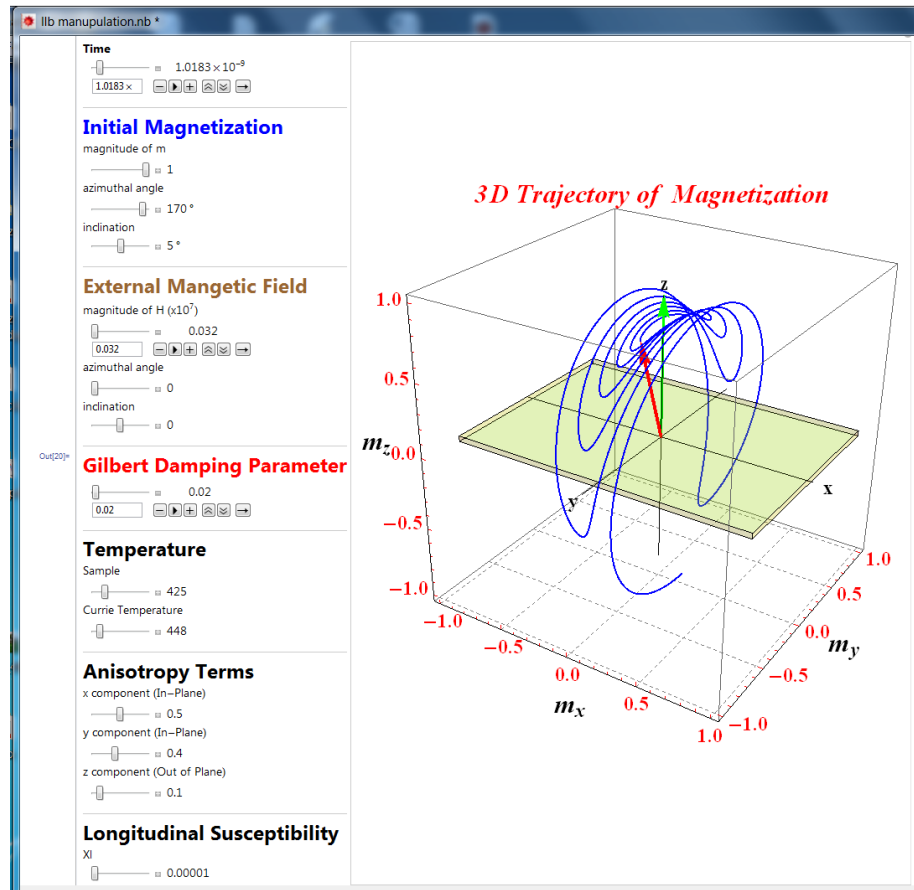 llb manupulation.nb *
Time
1.0183×10⁻⁹
1.0183 ×
Initial Magnetization
magnitude of m
1
azimuthal angle
170 °
inclination
5 °
External Mangetic Field
magnitude of H (x10⁷)
0.032
0.032
azimuthal angle
0
inclination
0
Out[20]=
Gilbert Damping Parameter
0.02
0.02
Temperature
Sample
425
Currie Temperature
448
Anisotropy Terms
x component (In−Plane)
0.5
y component (In−Plane)
0.4
z component (Out of Plane)
0.1
Longitudinal Susceptibility
Xl
0.00001
3D Trajectory of Magnetization
z
x
y
1.0
0.5
0.0
−0.5
−1.0
m_z
−1.0
−0.5
0.0
0.5
1.0
m_x
−1.0
−0.5
0.0
0.5
1.0
m_y